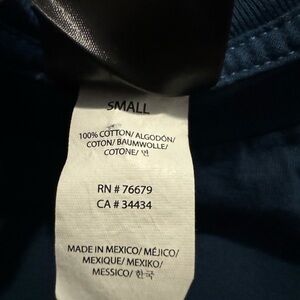 SMALL
100% COTTON/ ALGODÓN/
COTON/ BAUMWOLLE/
COTONE/ 면
RN # 76679
CA # 34434
MADE IN MEXICO/ MÉJICO/
MEXIQUE/ MEXIKO/
MESSICO/ 한국